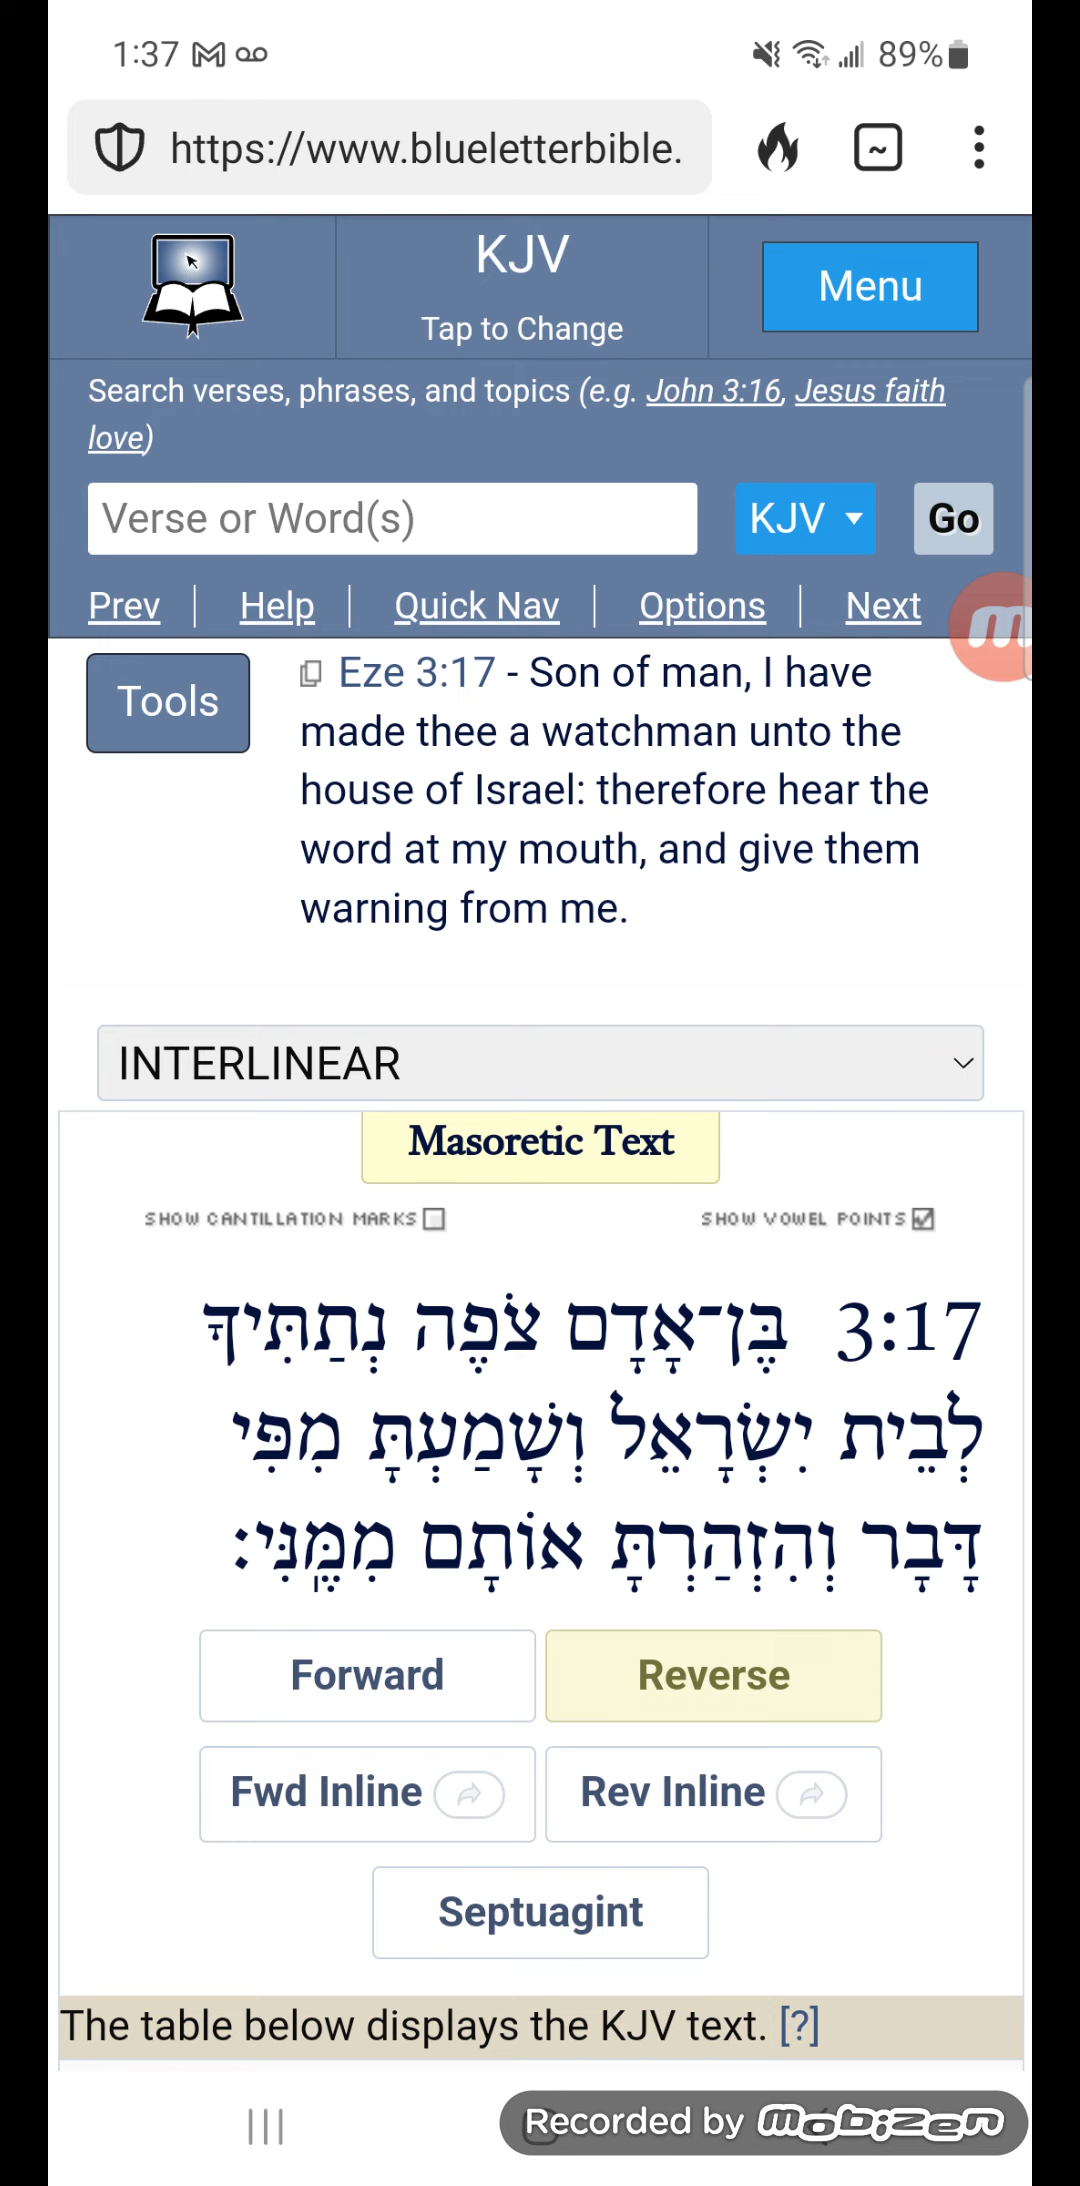 1:37
89%
https://www.blueletterbible.
KJV
Tap to Change
Menu
Search verses, phrases, and topics (e.g. John 3:16, Jesus faith
love)
Verse or Word(s)
KJV
Go
Prev | Help | Quick Nav | Options | Next
Tools
Eze 3:17 - Son of man, I have
made thee a watchman unto the
house of Israel: therefore hear the
word at my mouth, and give them
warning from me.
INTERLINEAR
Masoretic Text
SHOW CANTILLATION MARKS
SHOW VOWEL POINTS
3:17 בֶּן־אָדָם צֹפֶה נְתַתִּיךָ
לְבֵית יִשְׂרָאֵל וְשָׁמַעְתָּ מִפִּי
דָּבָר וְהִזְהַרְתָּ אוֹתָם מִמֶּֽנִּי׃
Forward
Reverse
Fwd Inline
Rev Inline
Septuagint
The table below displays the KJV text. [?]
Recorded by mobizen